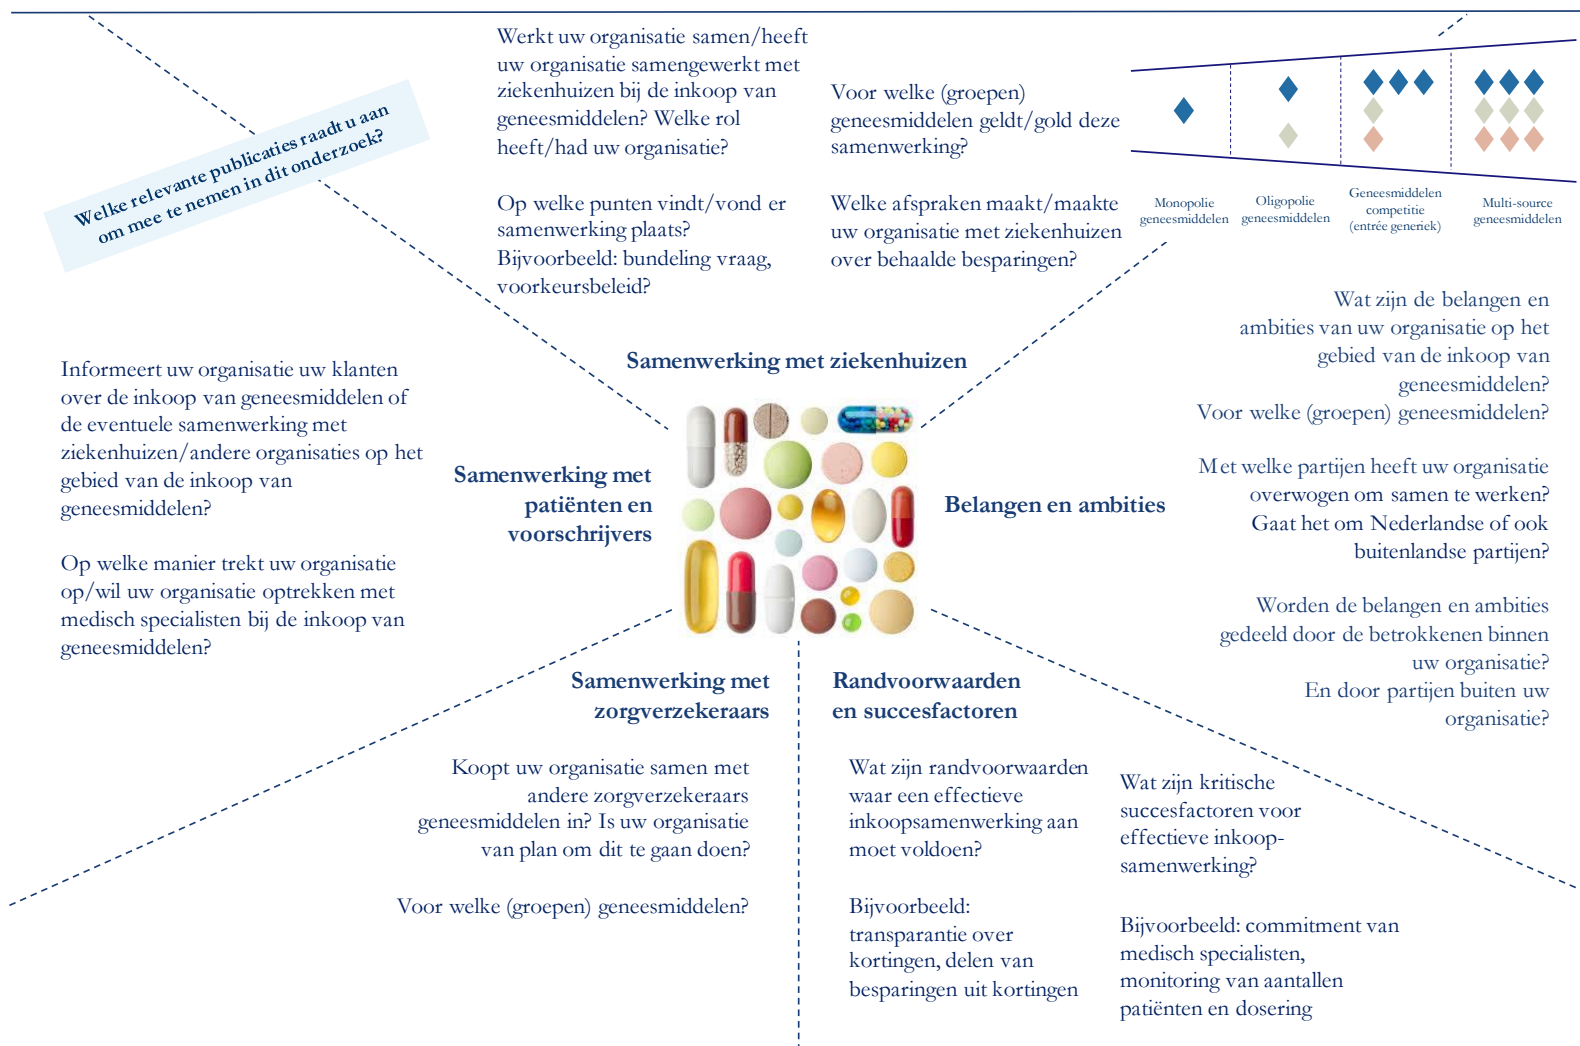 Welke relevante publicaties raadt u aan
om mee te nemen in dit onderzoek?
Werkt uw organisatie samen/heeft
uw organisatie samengewerkt met
ziekenhuizen bij de inkoop van
geneesmiddelen? Welke rol
heeft/had uw organisatie?
Op welke punten vindt/vond er
samenwerking plaats?
Bijvoorbeeld: bundeling vraag,
voorkeursbeleid?
Voor welke (groepen)
geneesmiddelen geldt/gold deze
samenwerking?
Welke afspraken maakt/maakte
uw organisatie met ziekenhuizen
over behaalde besparingen?
Monopolie
geneesmiddelen
Oligopolie
geneesmiddelen
Geneesmiddelen
competitie
(entrée generiek)
Multi-source
geneesmiddelen
Samenwerking met ziekenhuizen
Informeert uw organisatie uw klanten
over de inkoop van geneesmiddelen of
de eventuele samenwerking met
ziekenhuizen/andere organisaties op het
gebied van de inkoop van
geneesmiddelen?
Op welke manier trekt uw organisatie
op/wil uw organisatie optrekken met
medisch specialisten bij de inkoop van
geneesmiddelen?
Samenwerking met
patiënten en
voorschrijvers
Belangen en ambities
Wat zijn de belangen en
ambities van uw organisatie op het
gebied van de inkoop van
geneesmiddelen?
Voor welke (groepen) geneesmiddelen?
Met welke partijen heeft uw organisatie
overwogen om samen te werken?
Gaat het om Nederlandse of ook
buitenlandse partijen?
Worden de belangen en ambities
gedeeld door de betrokkenen binnen
uw organisatie?
En door partijen buiten uw
organisatie?
Samenwerking met
zorgverzekeraars
Koopt uw organisatie samen met
andere zorgverzekeraars
geneesmiddelen in? Is uw organisatie
van plan om dit te gaan doen?
Voor welke (groepen) geneesmiddelen?
Randvoorwaarden
en succesfactoren
Wat zijn randvoorwaarden
waar een effectieve
inkoopsamenwerking aan
moet voldoen?
Bijvoorbeeld:
transparantie over
kortingen, delen van
besparingen uit kortingen
Wat zijn kritische
succesfactoren voor
effectieve inkoop-
samenwerking?
Bijvoorbeeld: commitment van
medisch specialisten,
monitoring van aantallen
patiënten en dosering